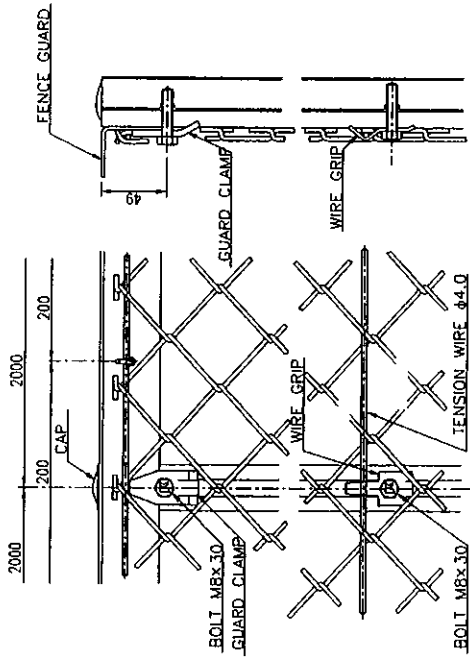 FENCE GUARD
49
GUARD CLAMP
WIRE GRIP
2000
2000
200
200
CAP
WIRE GRIP
BOLT M8x30
GUARD CLAMP
TENSION WIRE ϕ4.0
BOLT M8x30